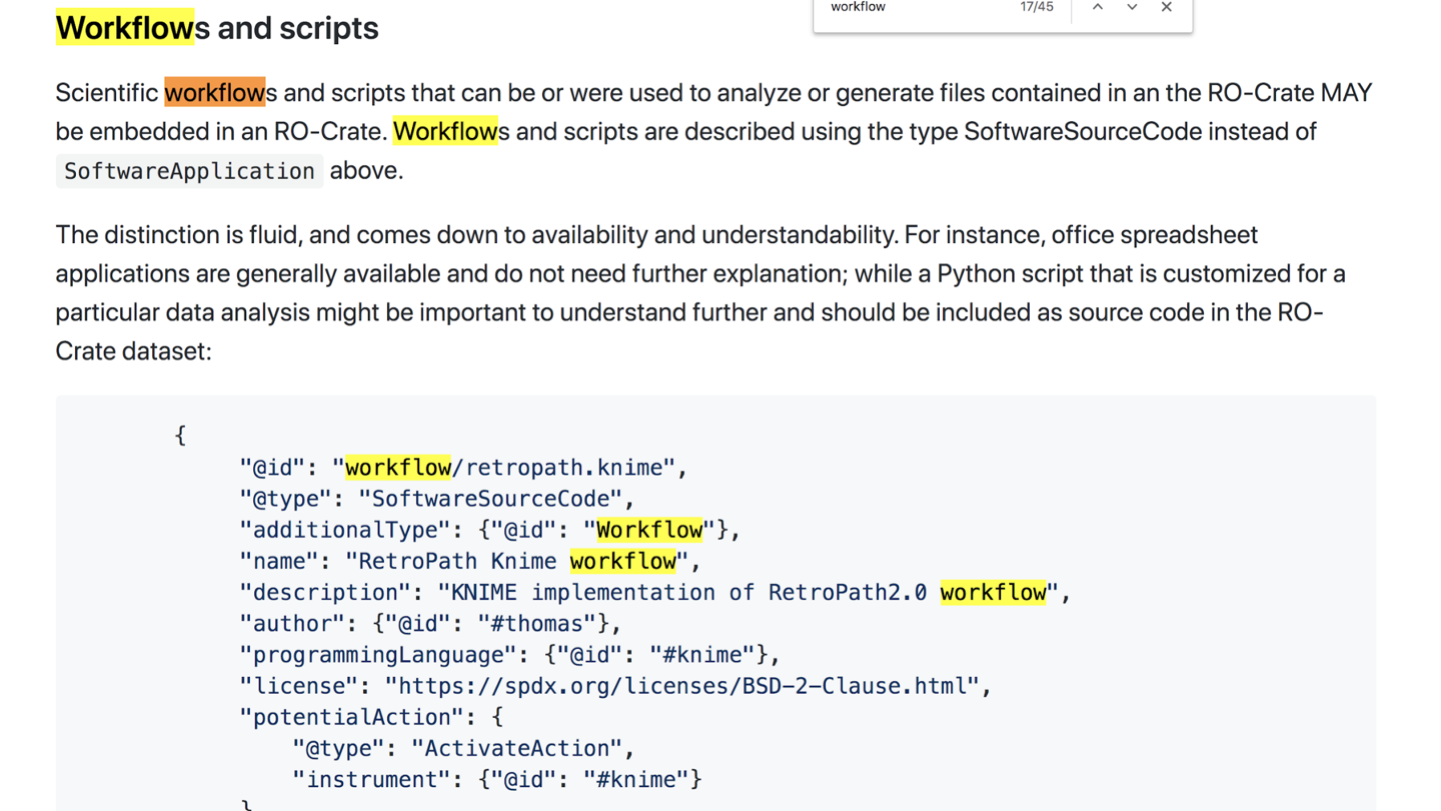 workflow 17/45
Workflows and scripts
Scientific workflows and scripts that can be or were used to analyze or generate files contained in an the RO-Crate MAY
be embedded in an RO-Crate. Workflows and scripts are described using the type SoftwareSourceCode instead of
SoftwareApplication above.
The distinction is fluid, and comes down to availability and understandability. For instance, office spreadsheet
applications are generally available and do not need further explanation; while a Python script that is customized for a
particular data analysis might be important to understand further and should be included as source code in the RO-
Crate dataset:
{
"@id": "workflow/retropath.knime",
"@type": "SoftwareSourceCode",
"additionalType": {"@id": "Workflow"},
"name": "RetroPath Knime workflow",
"description": "KNIME implementation of RetroPath2.0 workflow",
"author": {"@id": "#thomas"},
"programmingLanguage": {"@id": "#knime"},
"license": "https://spdx.org/licenses/BSD-2-Clause.html",
"potentialAction": {
"@type": "ActivateAction",
"instrument": {"@id": "#knime"}
}